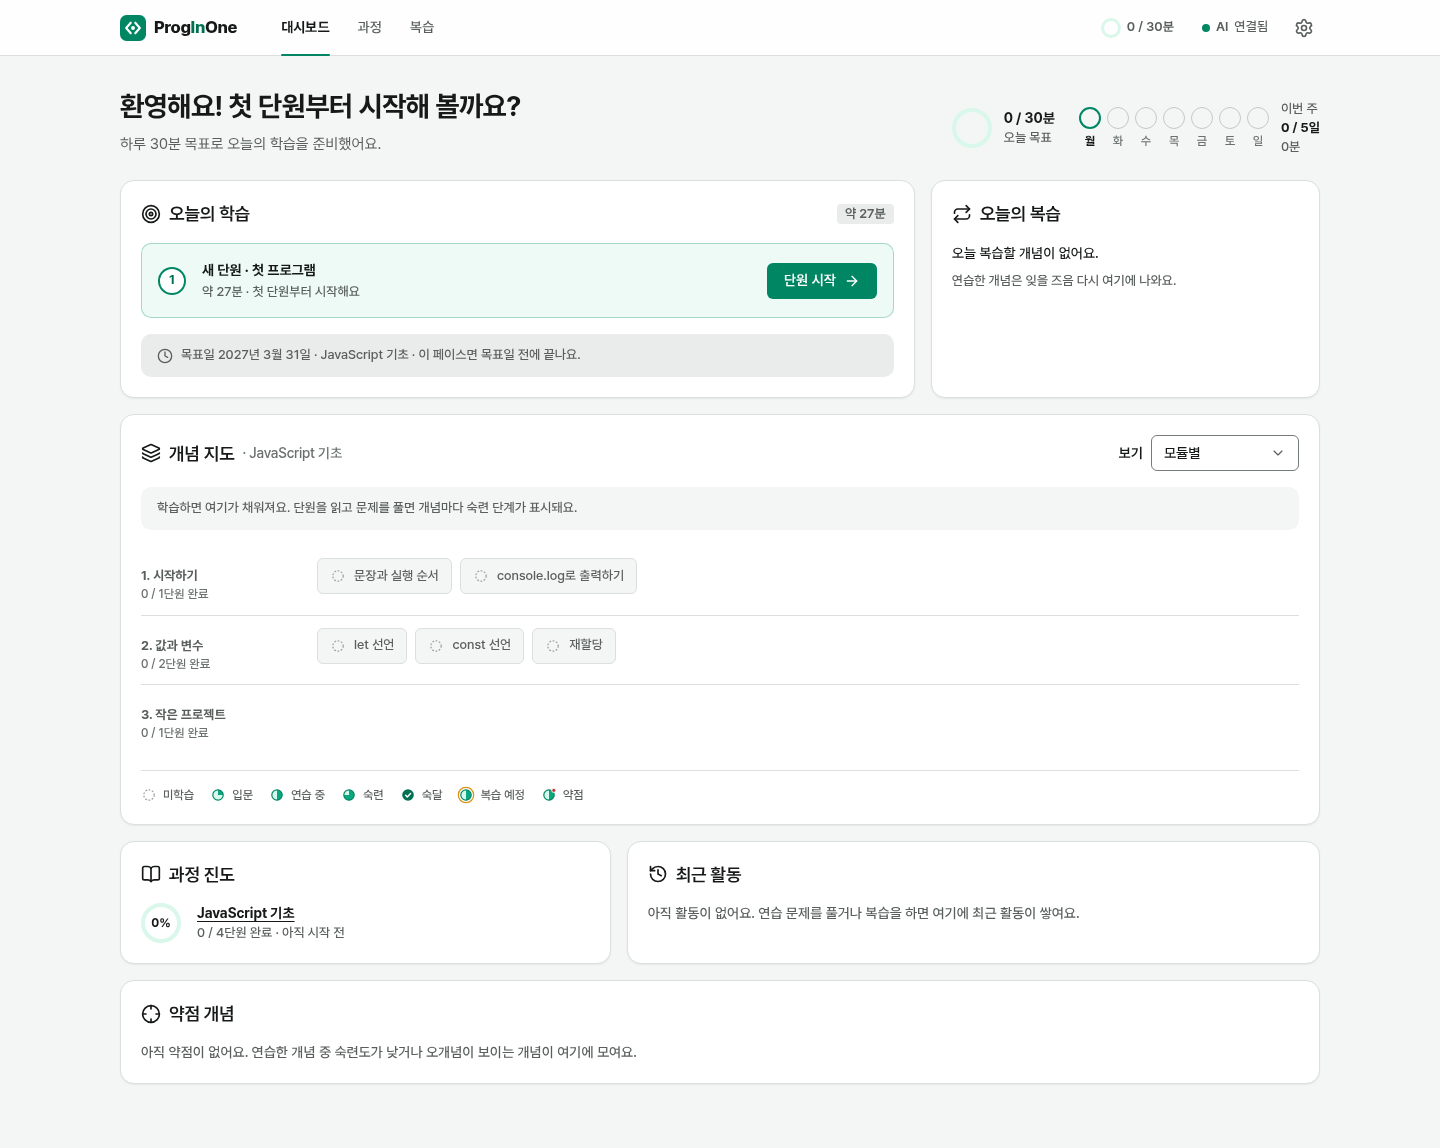 ProgInOne
대시보드
과정
복습
0 / 30분
AI 연결됨
환영해요! 첫 단원부터 시작해 볼까요?
하루 30분 목표로 오늘의 학습을 준비했어요.
0 / 30분
오늘 목표
월 화 수 목 금 토 일
이번 주
0 / 5일
0분
오늘의 학습
약 27분
1
새 단원 · 첫 프로그램
약 27분 · 첫 단원부터 시작해요
단원 시작
목표일 2027년 3월 31일 · JavaScript 기초 · 이 페이스면 목표일 전에 끝나요.
오늘의 복습
오늘 복습할 개념이 없어요.
연습한 개념은 잊을 즈음 다시 여기에 나와요.
개념 지도 · JavaScript 기초
보기
모듈별
학습하면 여기가 채워져요. 단원을 읽고 문제를 풀면 개념마다 숙련 단계가 표시돼요.
1. 시작하기
0 / 1단원 완료
문장과 실행 순서
console.log로 출력하기
2. 값과 변수
0 / 2단원 완료
let 선언
const 선언
재할당
3. 작은 프로젝트
0 / 1단원 완료
미학습
입문
연습 중
숙련
숙달
복습 예정
약점
과정 진도
0%
JavaScript 기초
0 / 4단원 완료 · 아직 시작 전
최근 활동
아직 활동이 없어요. 연습 문제를 풀거나 복습을 하면 여기에 최근 활동이 쌓여요.
약점 개념
아직 약점이 없어요. 연습한 개념 중 숙련도가 낮거나 오개념이 보이는 개념이 여기에 모여요.